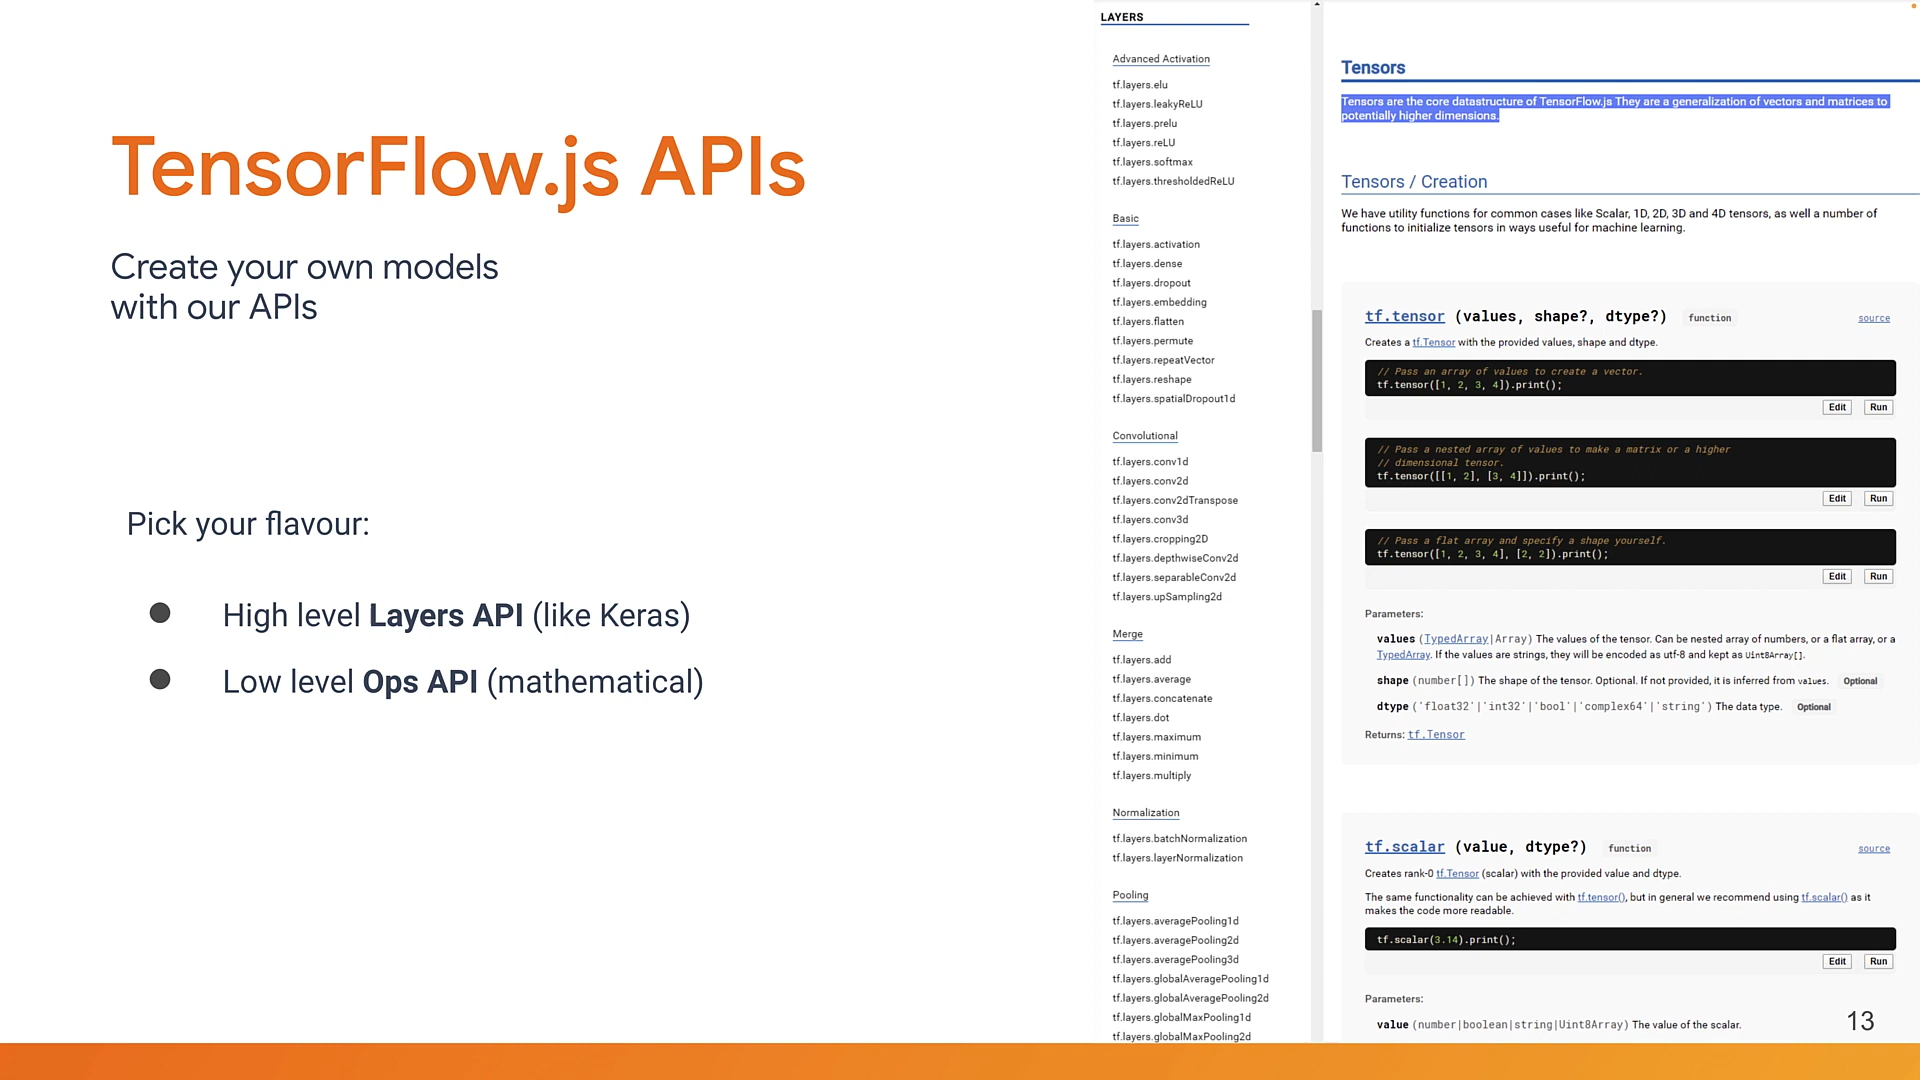 TensorFlow.js APIs
Create your own models
with our APIs
Pick your flavour:
● High level Layers API (like Keras)
● Low level Ops API (mathematical)
LAYERS
Advanced Activation
tf.layers.elu
tf.layers.leakyReLU
tf.layers.prelu
tf.layers.reLU
tf.layers.softmax
tf.layers.thresholdedReLU
Basic
tf.layers.activation
tf.layers.dense
tf.layers.dropout
tf.layers.embedding
tf.layers.flatten
tf.layers.permute
tf.layers.repeatVector
tf.layers.reshape
tf.layers.spatialDropout1d
Convolutional
tf.layers.conv1d
tf.layers.conv2d
tf.layers.conv2dTranspose
tf.layers.conv3d
tf.layers.cropping2D
tf.layers.depthwiseConv2d
tf.layers.separableConv2d
tf.layers.upSampling2d
Merge
tf.layers.add
tf.layers.average
tf.layers.concatenate
tf.layers.dot
tf.layers.maximum
tf.layers.minimum
tf.layers.multiply
Normalization
tf.layers.batchNormalization
tf.layers.layerNormalization
Pooling
tf.layers.averagePooling1d
tf.layers.averagePooling2d
tf.layers.averagePooling3d
tf.layers.globalAveragePooling1d
tf.layers.globalAveragePooling2d
tf.layers.globalMaxPooling1d
tf.layers.globalMaxPooling2d
Tensors
Tensors are the core datastructure of TensorFlow.js They are a generalization of vectors and matrices to
potentially higher dimensions.
Tensors / Creation
We have utility functions for common cases like Scalar, 1D, 2D, 3D and 4D tensors, as well a number of
functions to initialize tensors in ways useful for machine learning.
tf.tensor (values, shape?, dtype?) function source
Creates a tf.Tensor with the provided values, shape and dtype.
// Pass an array of values to create a vector.
tf.tensor([1, 2, 3, 4]).print();
Edit Run
// Pass a nested array of values to make a matrix or a higher
// dimensional tensor.
tf.tensor([[1, 2], [3, 4]]).print();
Edit Run
// Pass a flat array and specify a shape yourself.
tf.tensor([1, 2, 3, 4], [2, 2]).print();
Edit Run
Parameters:
values (TypedArray|Array) The values of the tensor. Can be nested array of numbers, or a flat array, or a
TypedArray. If the values are strings, they will be encoded as utf-8 and kept as Uint8Array[].
shape (number[]) The shape of the tensor. Optional. If not provided, it is inferred from values. Optional
dtype ('float32'|'int32'|'bool'|'complex64'|'string') The data type. Optional
Returns: tf.Tensor
tf.scalar (value, dtype?) function source
Creates rank-0 tf.Tensor (scalar) with the provided value and dtype.
The same functionality can be achieved with tf.tensor(), but in general we recommend using tf.scalar() as it
makes the code more readable.
tf.scalar(3.14).print();
Edit Run
Parameters:
value (number|boolean|string|Uint8Array) The value of the scalar.
13